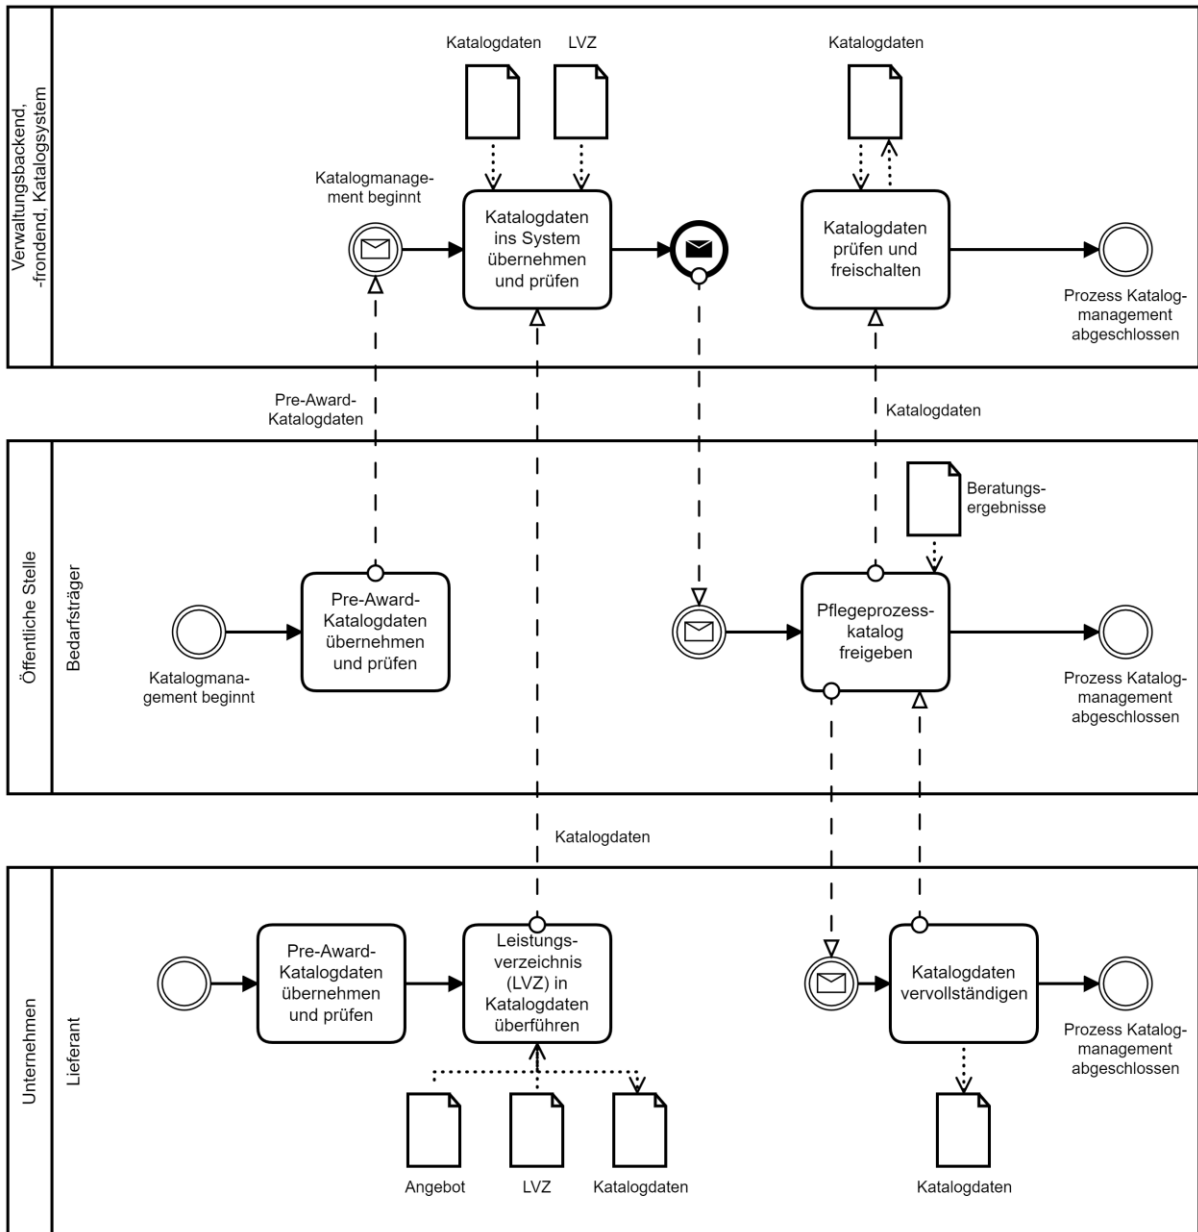 Verwaltungsbackend,
-frondend, Katalogsystem
Katalogdaten
LVZ
Katalogdaten
Katalogmanage-
ment beginnt
Katalogdaten
ins System
übernehmen
und prüfen
Katalogdaten
prüfen und
freischalten
Prozess Katalog-
management
abgeschlossen
Pre-Award-
Katalogdaten
Katalogdaten
Öffentliche Stelle
Bedarfsträger
Beratungs-
ergebnisse
Pre-Award-
Katalogdaten
übernehmen
und prüfen
Katalogmana-
gement beginnt
Pflegeprozess-
katalog
freigeben
Prozess Katalog-
management
abgeschlossen
Katalogdaten
Unternehmen
Lieferant
Pre-Award-
Katalogdaten
übernehmen
und prüfen
Leistungs-
verzeichnis
(LVZ) in
Katalogdaten
überführen
Katalogdaten
vervollständigen
Prozess Katalog-
management
abgeschlossen
Angebot
LVZ
Katalogdaten
Katalogdaten